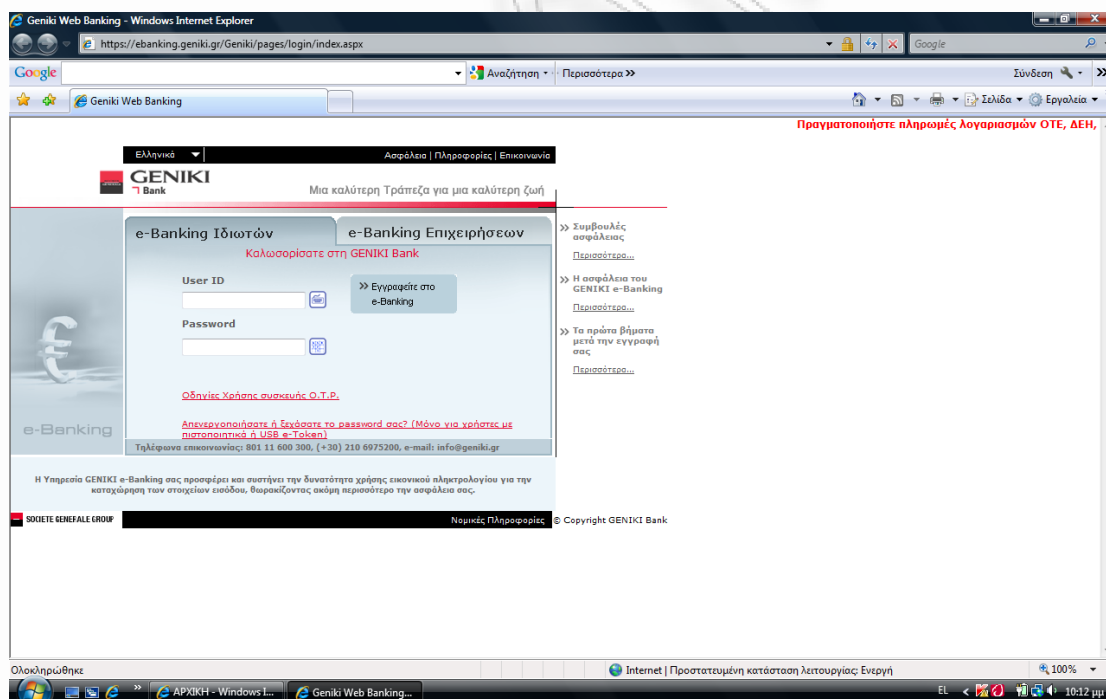 Geniki Web Banking - Windows Internet Explorer
https://ebanking.geniki.gr/Geniki/pages/login/index.aspx
Google
Google
Αναζήτηση
Περισσότερα »
Σύνδεση
Geniki Web Banking
Σελίδα
Εργαλεία
Πραγματοποιήστε πληρωμές λογαριασμών ΟΤΕ, ΔΕΗ,
Ελληνικά
Ασφάλεια | Πληροφορίες | Επικοινωνία
GENIKI
Bank
Μια καλύτερη Τράπεζα για μια καλύτερη ζωή
e-Banking Ιδιωτών
e-Banking Επιχειρήσεων
Καλωσορίσατε στη GENIKI Bank
User ID
» Εγγραφείτε στο
e-Banking
Password
Οδηγίες Χρήσης συσκευής O.T.P.
Απενεργοποιήσατε ή ξεχάσατε το password σας? (Μόνο για χρήστες με
πιστοποιητικά ή USB e-Token)
Τηλέφωνα επικοινωνίας: 801 11 600 300, (+30) 210 6975200, e-mail: info@geniki.gr
e-Banking
» Συμβουλές
ασφάλειας
Περισσότερα...
» Η ασφάλεια του
GENIKI e-Banking
Περισσότερα...
» Τα πρώτα βήματα
μετά την εγγραφή
σας
Περισσότερα...
Η Υπηρεσία GENIKI e-Banking σας προσφέρει και συστήνει την δυνατότητα χρήσης εικονικού πληκτρολογίου για την
καταχώρηση των στοιχείων εισόδου, θωρακίζοντας ακόμη περισσότερο την ασφάλεια σας.
SOCIETE GENERALE GROUP
Νομικές Πληροφορίες
© Copyright GENIKI Bank
Ολοκληρώθηκε
Internet | Προστατευμένη κατάσταση λειτουργίας: Ενεργή
100%
ΑΡΧΙΚΗ - Windows I...
Geniki Web Banking...
EL
10:12 μμ